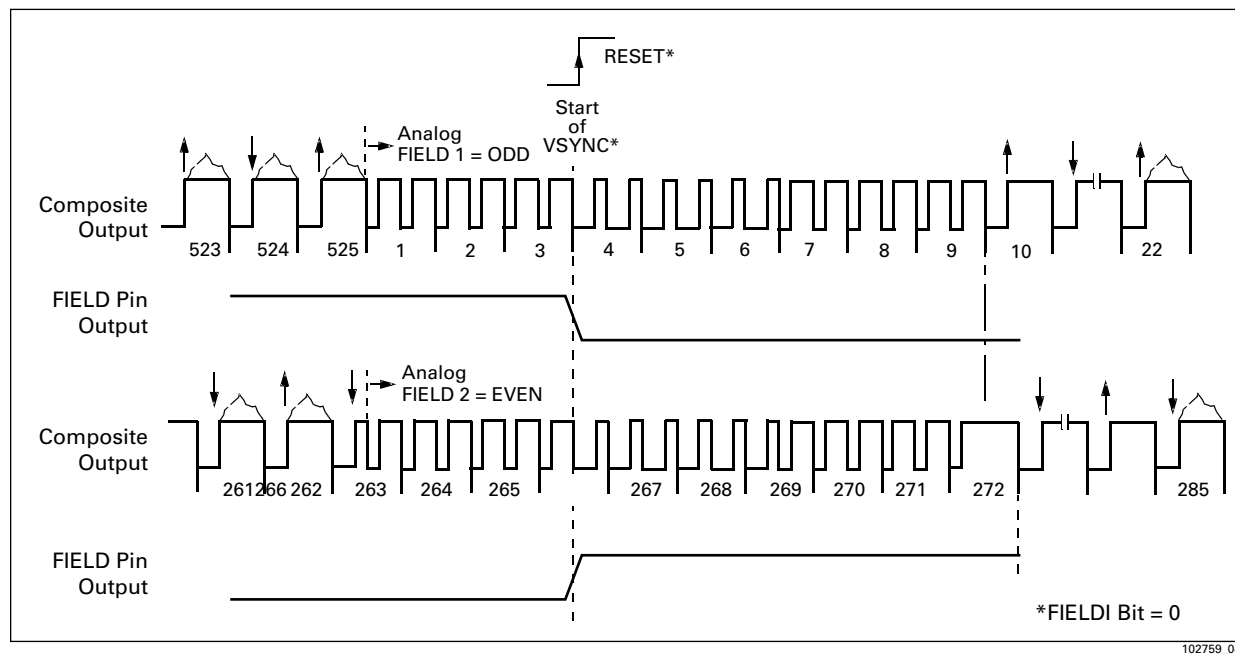 RESET*
Start
of
VSYNC*
Analog
FIELD 1 = ODD
Composite
Output
523 524 525 1 2 3 4 5 6 7 8 9 10 22
FIELD Pin
Output
Analog
FIELD 2 = EVEN
Composite
Output
261266 262 263 264 265 267 268 269 270 271 272 285
FIELD Pin
Output
*FIELDI Bit = 0